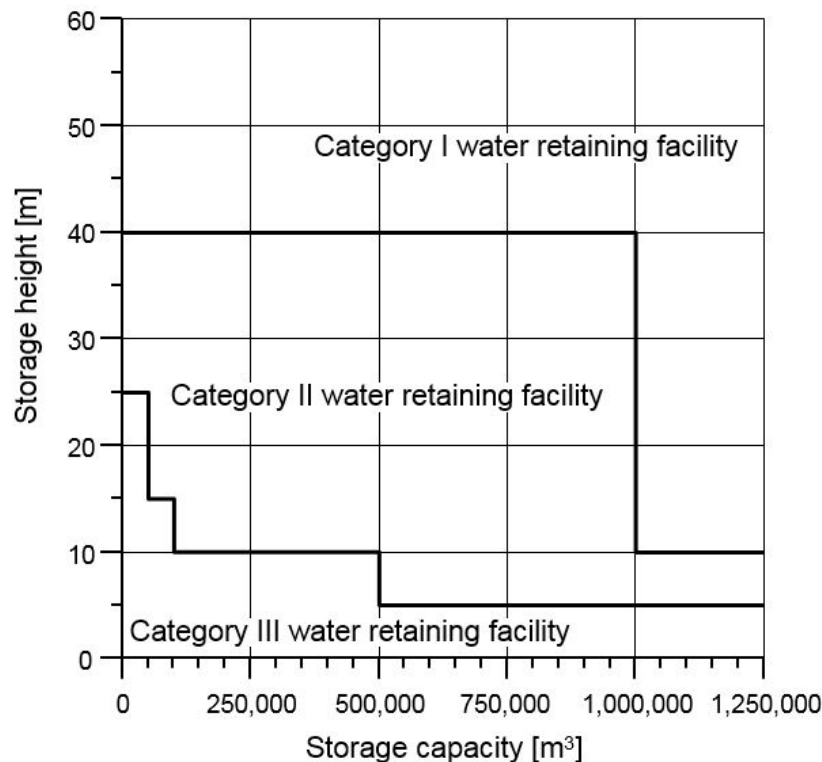 60
50
Category I water retaining facility
40
30
Category II water retaining facility
20
10
Category III water retaining facility
0
Storage height [m]
0 250,000 500,000 750,000 1,000,000 1,250,000
Storage capacity [m³]